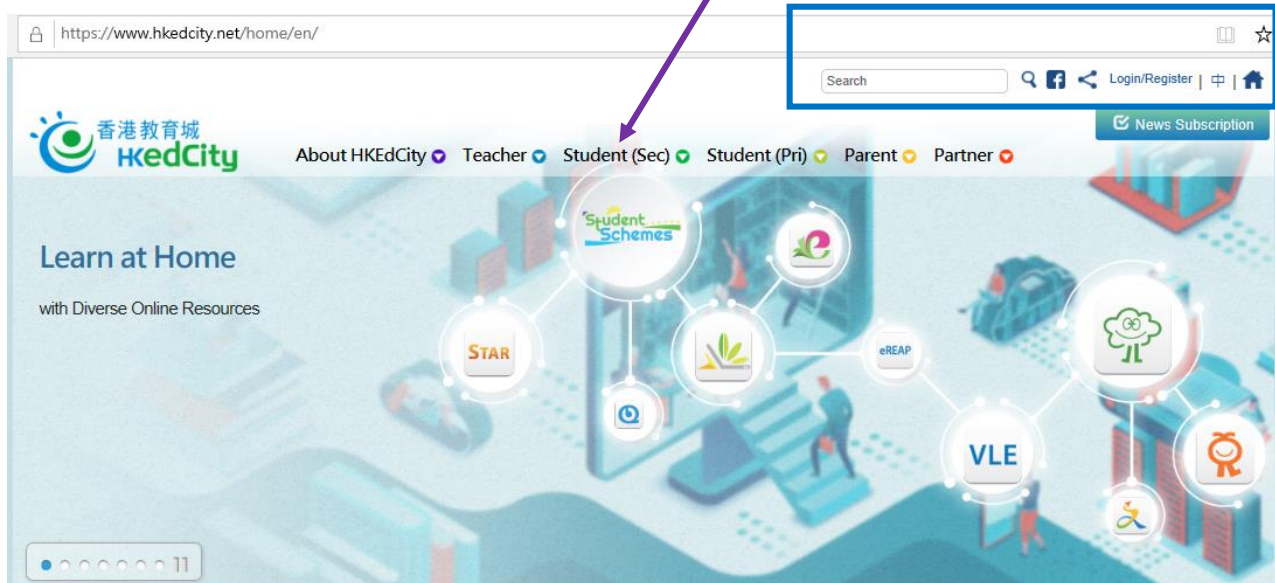 https://www.hkedcity.net/home/en/
Search
Login/Register | 中 |
News Subscription
香港教育城
HKedCity
About HKEdCity Teacher Student (Sec) Student (Pri) Parent Partner
Student
Schemes
Learn at Home
with Diverse Online Resources
STAR
eREAP
VLE